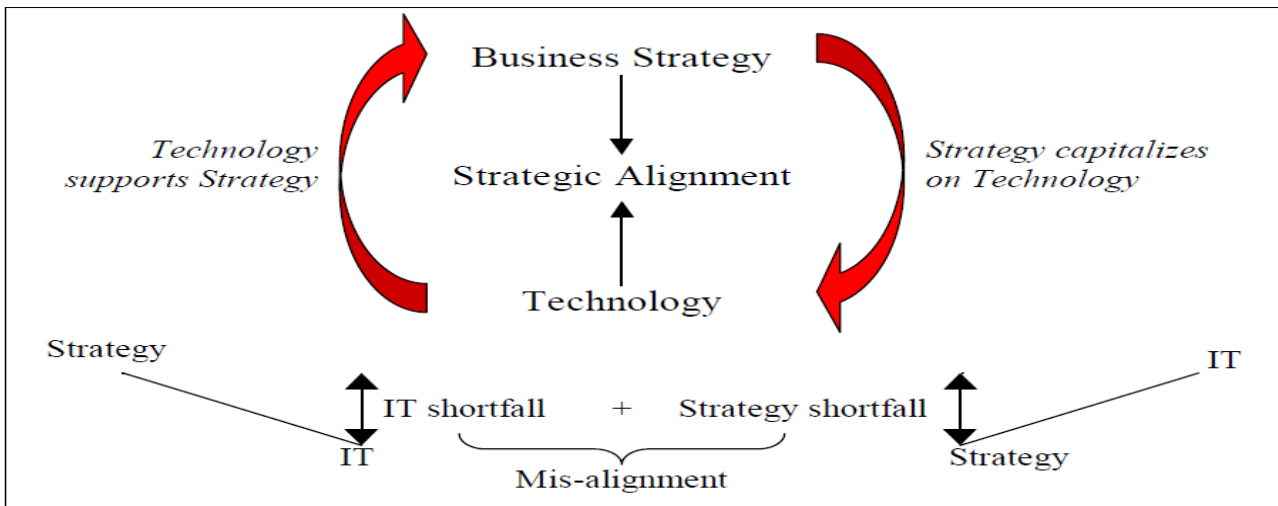 Business Strategy
Technology
supports Strategy
Strategic Alignment
Strategy capitalizes
on Technology
Technology
Strategy
IT
IT shortfall + Strategy shortfall
IT
Strategy
Mis-alignment